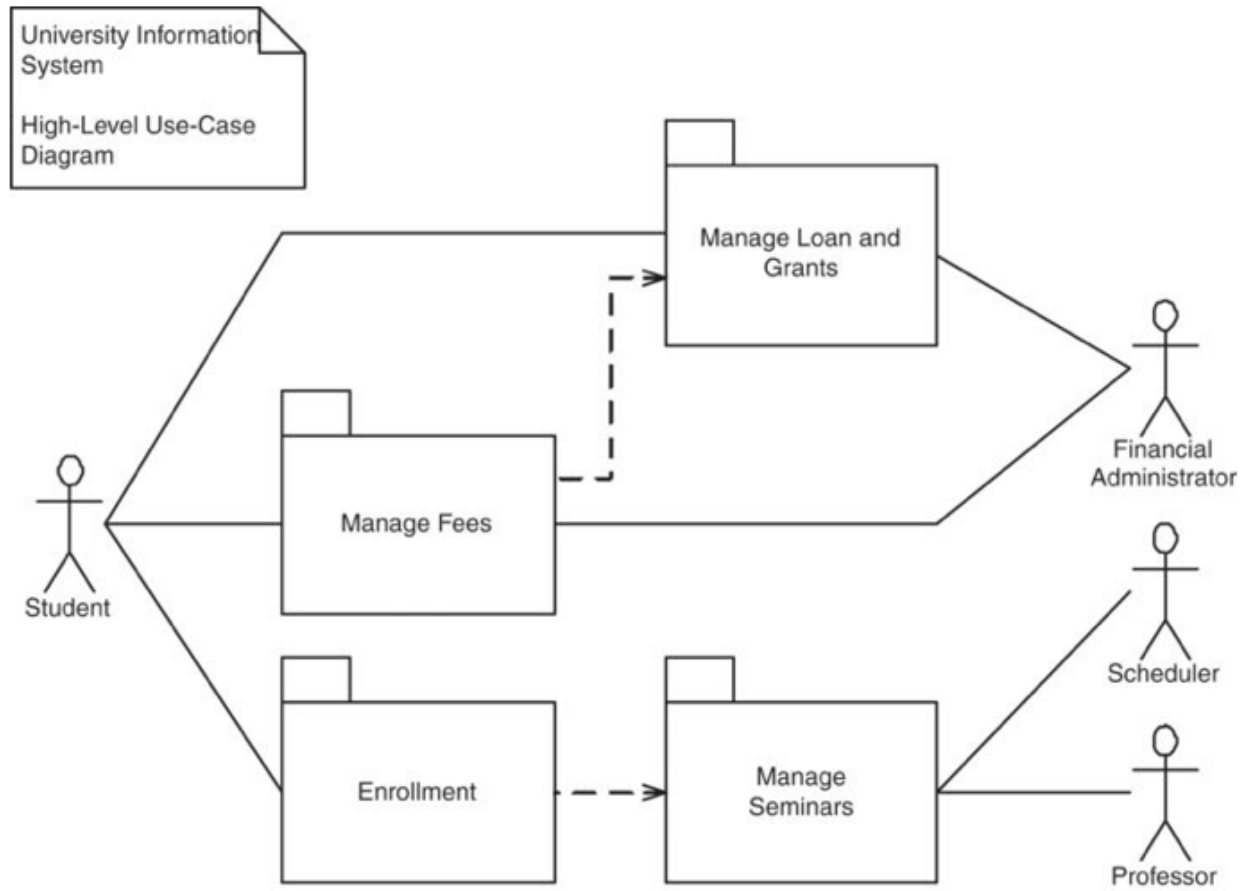 University Information
System
High-Level Use-Case
Diagram
Manage Loan and
Grants
Financial
Administrator
Manage Fees
Student
Scheduler
Enrollment
Manage
Seminars
Professor